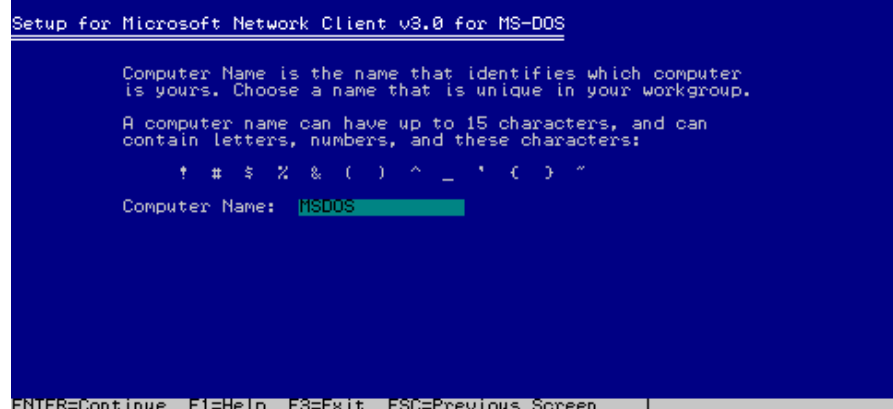 Setup for Microsoft Network Client v3.0 for MS-DOS
Computer Name is the name that identifies which computer
is yours. Choose a name that is unique in your workgroup.
A computer name can have up to 15 characters, and can
contain letters, numbers, and these characters:
! # $ % & ( ) ^ _ ' { } ~
Computer Name: MSDOS
ENTER=Continue F1=Help F3=Exit ESC=Previous Screen